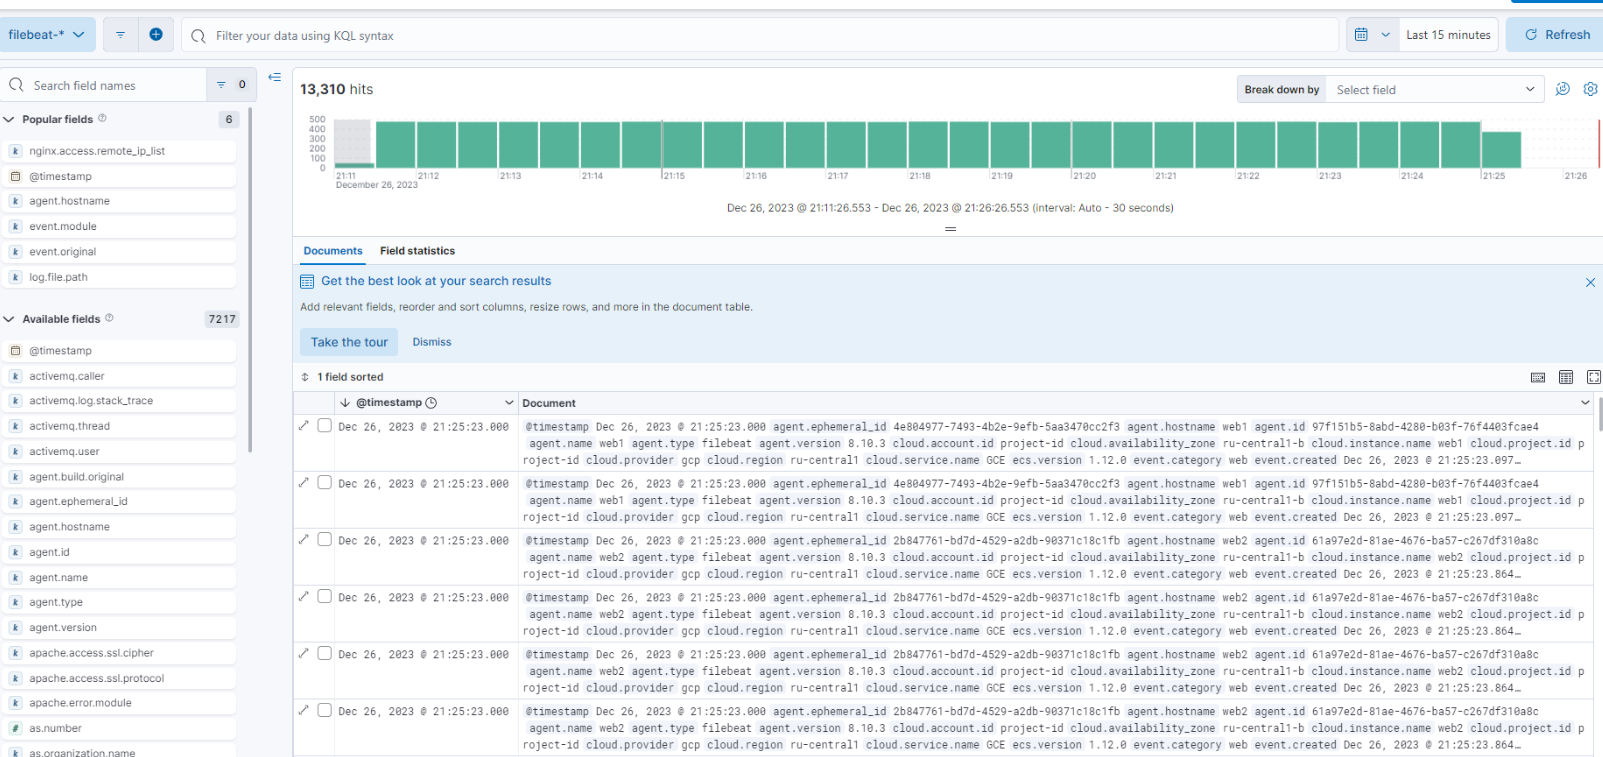 filebeat-*
Filter your data using KQL syntax
Last 15 minutes
Refresh
Search field names
0
Popular fields
6
nginx.access.remote_ip_list
@timestamp
agent.hostname
event.module
event.original
log.file.path
Available fields
7217
@timestamp
activemq.caller
activemq.log.stack_trace
activemq.thread
activemq.user
agent.build.original
agent.ephemeral_id
agent.hostname
agent.id
agent.name
agent.type
agent.version
apache.access.ssl.cipher
apache.access.ssl.protocol
apache.error.module
as.number
as.organization.name
13,310 hits
Break down by Select field
500
400
300
200
100
0
21:11 21:12 21:13 21:14 21:15 21:16 21:17 21:18 21:19 21:20 21:21 21:22 21:23 21:24 21:25 21:26
December 26, 2023
Dec 26, 2023 @ 21:11:26.553 - Dec 26, 2023 @ 21:26:26.553 (interval: Auto - 30 seconds)
Documents Field statistics
Get the best look at your search results
Add relevant fields, reorder and sort columns, resize rows, and more in the document table.
Take the tour Dismiss
1 field sorted
@timestamp Document
Dec 26, 2023 @ 21:25:23.000 @timestamp Dec 26, 2023 @ 21:25:23.000 agent.ephemeral_id 4e804977-7493-4b2e-9efb-5aa3470cc2f3 agent.hostname web1 agent.id 97f151b5-8abd-4280-b03f-76f4403fcae4
agent.name web1 agent.type filebeat agent.version 8.10.3 cloud.account.id project-id cloud.availability_zone ru-central1-b cloud.instance.name web1 cloud.project.id p
roject-id cloud.provider gcp cloud.region ru-central1 cloud.service.name GCE ecs.version 1.12.0 event.category web event.created Dec 26, 2023 @ 21:25:23.097…
Dec 26, 2023 @ 21:25:23.000 @timestamp Dec 26, 2023 @ 21:25:23.000 agent.ephemeral_id 4e804977-7493-4b2e-9efb-5aa3470cc2f3 agent.hostname web1 agent.id 97f151b5-8abd-4280-b03f-76f4403fcae4
agent.name web1 agent.type filebeat agent.version 8.10.3 cloud.account.id project-id cloud.availability_zone ru-central1-b cloud.instance.name web1 cloud.project.id p
roject-id cloud.provider gcp cloud.region ru-central1 cloud.service.name GCE ecs.version 1.12.0 event.category web event.created Dec 26, 2023 @ 21:25:23.097…
Dec 26, 2023 @ 21:25:23.000 @timestamp Dec 26, 2023 @ 21:25:23.000 agent.ephemeral_id 2b847761-bd7d-4529-a2db-90371c18c1fb agent.hostname web2 agent.id 61a97e2d-81ae-4676-ba57-c267df310a8c
agent.name web2 agent.type filebeat agent.version 8.10.3 cloud.account.id project-id cloud.availability_zone ru-central1-b cloud.instance.name web2 cloud.project.id p
roject-id cloud.provider gcp cloud.region ru-central1 cloud.service.name GCE ecs.version 1.12.0 event.category web event.created Dec 26, 2023 @ 21:25:23.864…
Dec 26, 2023 @ 21:25:23.000 @timestamp Dec 26, 2023 @ 21:25:23.000 agent.ephemeral_id 2b847761-bd7d-4529-a2db-90371c18c1fb agent.hostname web2 agent.id 61a97e2d-81ae-4676-ba57-c267df310a8c
agent.name web2 agent.type filebeat agent.version 8.10.3 cloud.account.id project-id cloud.availability_zone ru-central1-b cloud.instance.name web2 cloud.project.id p
roject-id cloud.provider gcp cloud.region ru-central1 cloud.service.name GCE ecs.version 1.12.0 event.category web event.created Dec 26, 2023 @ 21:25:23.864…
Dec 26, 2023 @ 21:25:23.000 @timestamp Dec 26, 2023 @ 21:25:23.000 agent.ephemeral_id 2b847761-bd7d-4529-a2db-90371c18c1fb agent.hostname web2 agent.id 61a97e2d-81ae-4676-ba57-c267df310a8c
agent.name web2 agent.type filebeat agent.version 8.10.3 cloud.account.id project-id cloud.availability_zone ru-central1-b cloud.instance.name web2 cloud.project.id p
roject-id cloud.provider gcp cloud.region ru-central1 cloud.service.name GCE ecs.version 1.12.0 event.category web event.created Dec 26, 2023 @ 21:25:23.864…
Dec 26, 2023 @ 21:25:23.000 @timestamp Dec 26, 2023 @ 21:25:23.000 agent.ephemeral_id 2b847761-bd7d-4529-a2db-90371c18c1fb agent.hostname web2 agent.id 61a97e2d-81ae-4676-ba57-c267df310a8c
agent.name web2 agent.type filebeat agent.version 8.10.3 cloud.account.id project-id cloud.availability_zone ru-central1-b cloud.instance.name web2 cloud.project.id p
roject-id cloud.provider gcp cloud.region ru-central1 cloud.service.name GCE ecs.version 1.12.0 event.category web event.created Dec 26, 2023 @ 21:25:23.864…